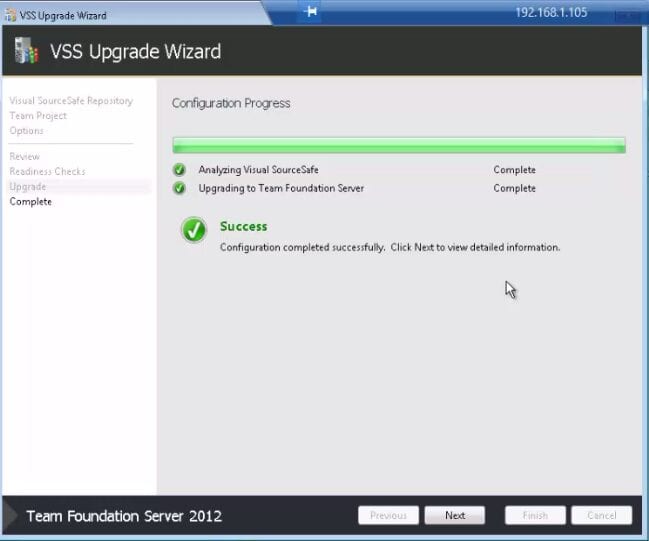 VSS Upgrade Wizard
192.168.1.105
VSS Upgrade Wizard
Visual SourceSafe Repository
Team Project
Options
Review
Readiness Checks
Upgrade
Complete
Configuration Progress
Analyzing Visual SourceSafe Complete
Upgrading to Team Foundation Server Complete
Success
Configuration completed successfully. Click Next to view detailed information.
Team Foundation Server 2012
Previous
Next
Finish
Cancel